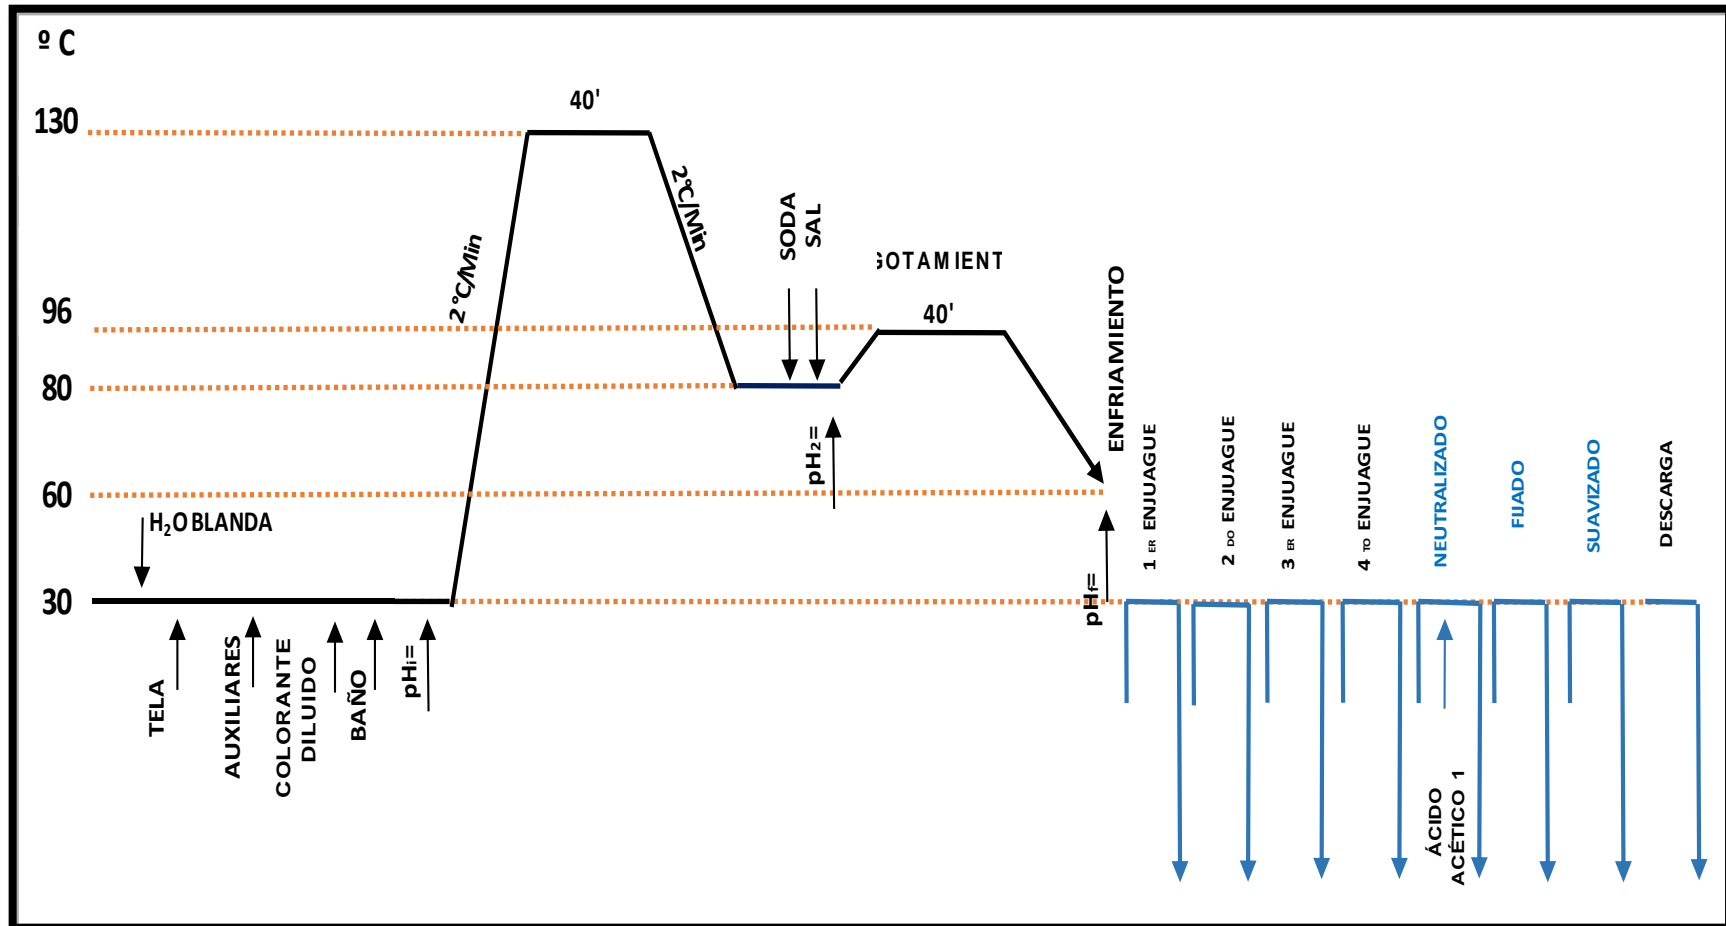 º C
130
40'
2°C/Min
2°C/Min
SODA
SAL
GOTAMIENT
96
40'
ENFRIAMIENTO
80
pH₂=
60
H₂O BLANDA
30
TELA
AUXILIARES
COLORANTE
DILUIDO
BAÑO
pHi=
pHf=
1 ER ENJUAGUE
2 DO ENJUAGUE
3 ER ENJUAGUE
4 TO ENJUAGUE
NEUTRALIZADO
FIJADO
SUAVIZADO
DESCARGA
ÁCIDO
ACÉTICO 1